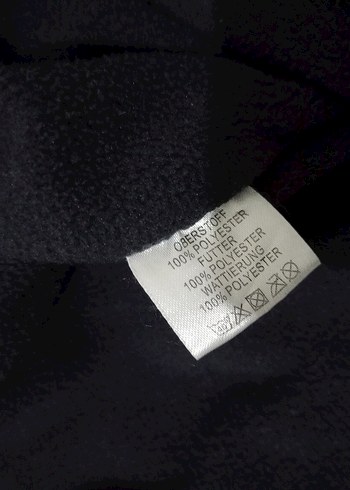 OBERSTOFF
100% POLYESTER
FUTTER
100% POLYESTER
WATTIERUNG
100% POLYESTER